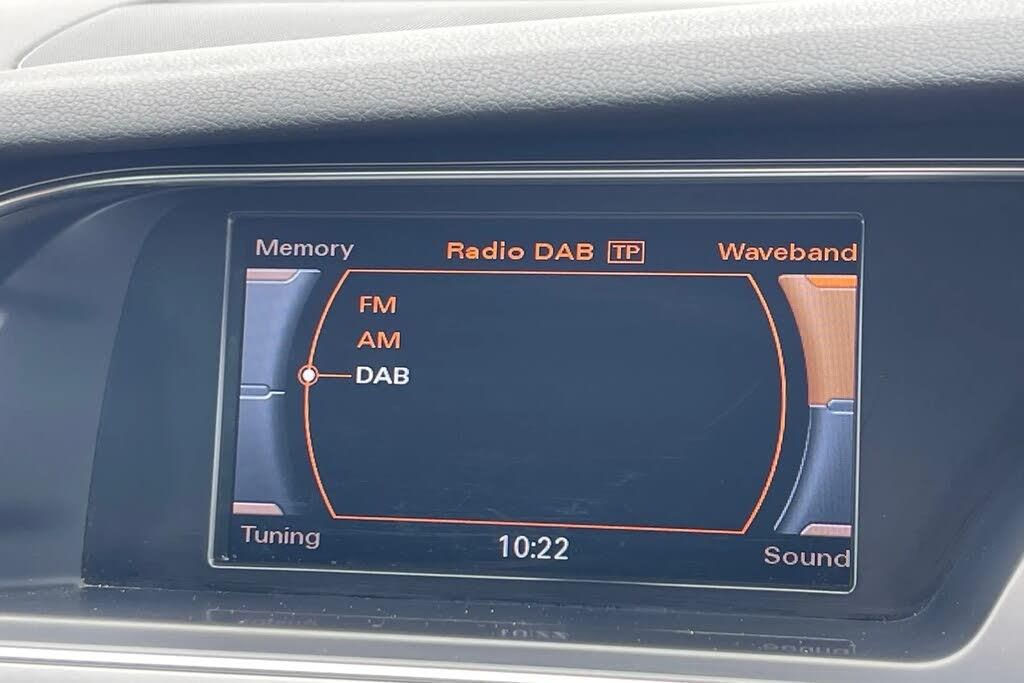 Memory
Radio DAB TP
Waveband
FM
AM
DAB
Tuning
10:22
Sound